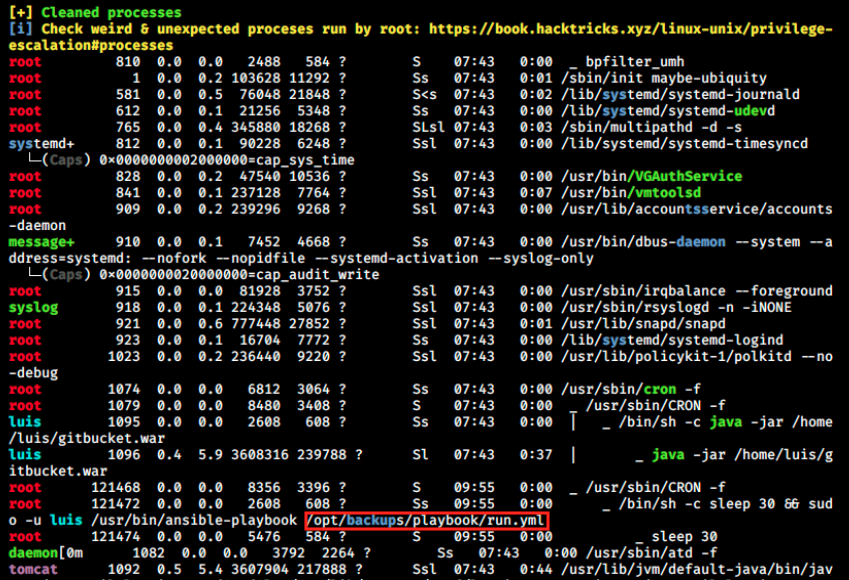 [+] Cleaned processes
[i] Check weird & unexpected proceses run by root: https://book.hacktricks.xyz/linux-unix/privilege-
escalation#processes
root 810 0.0 0.0 2488 584 ? S 07:43 0:00 _ bpfilter_umh
root 1 0.0 0.2 103628 11292 ? Ss 07:43 0:01 /sbin/init maybe-ubiquity
root 581 0.0 0.5 76048 21848 ? S<s 07:43 0:02 /lib/systemd/systemd-journald
root 612 0.0 0.1 21256 5348 ? Ss 07:43 0:00 /lib/systemd/systemd-udevd
root 765 0.0 0.4 345880 18268 ? SLsl 07:43 0:03 /sbin/multipathd -d -s
systemd+ 812 0.0 0.1 90228 6248 ? Ssl 07:43 0:00 /lib/systemd/systemd-timesyncd
└─(Caps) 0×0000000002000000=cap_sys_time
root 828 0.0 0.2 47540 10536 ? Ss 07:43 0:00 /usr/bin/VGAuthService
root 841 0.0 0.1 237128 7764 ? Ssl 07:43 0:07 /usr/bin/vmtoolsd
root 909 0.0 0.2 239296 9268 ? Ssl 07:43 0:00 /usr/lib/accountsservice/accounts
-daemon
message+ 910 0.0 0.1 7452 4668 ? Ss 07:43 0:00 /usr/bin/dbus-daemon --system --a
ddress=systemd: --nofork --nopidfile --systemd-activation --syslog-only
└─(Caps) 0×0000000020000000=cap_audit_write
root 915 0.0 0.0 81928 3752 ? Ssl 07:43 0:00 /usr/sbin/irqbalance --foreground
syslog 918 0.0 0.1 224348 5076 ? Ssl 07:43 0:00 /usr/sbin/rsyslogd -n -iNONE
root 921 0.0 0.6 777448 27852 ? Ssl 07:43 0:01 /usr/lib/snapd/snapd
root 923 0.0 0.1 16704 7772 ? Ss 07:43 0:00 /lib/systemd/systemd-logind
root 1023 0.0 0.2 236440 9220 ? Ssl 07:43 0:00 /usr/lib/policykit-1/polkitd --no
-debug
root 1074 0.0 0.0 6812 3064 ? Ss 07:43 0:00 /usr/sbin/cron -f
root 1079 0.0 0.0 8480 3408 ? S 07:43 0:00 _ /usr/sbin/CRON -f
luis 1095 0.0 0.0 2608 608 ? Ss 07:43 0:00 | _ /bin/sh -c java -jar /home
/luis/gitbucket.war
luis 1096 0.4 5.9 3608316 239788 ? Sl 07:43 0:37 | _ java -jar /home/luis/g
itbucket.war
root 121468 0.0 0.0 8356 3396 ? S 09:55 0:00 _ /usr/sbin/CRON -f
root 121472 0.0 0.0 2608 608 ? Ss 09:55 0:00 _ /bin/sh -c sleep 30 && sud
o -u luis /usr/bin/ansible-playbook /opt/backups/playbook/run.yml
root 121474 0.0 0.0 5476 584 ? S 09:55 0:00 _ sleep 30
daemon[0m 1082 0.0 0.0 3792 2264 ? Ss 07:43 0:00 /usr/sbin/atd -f
tomcat 1092 0.5 5.4 3607904 217888 ? Ssl 07:43 0:44 /usr/lib/jvm/default-java/bin/jav